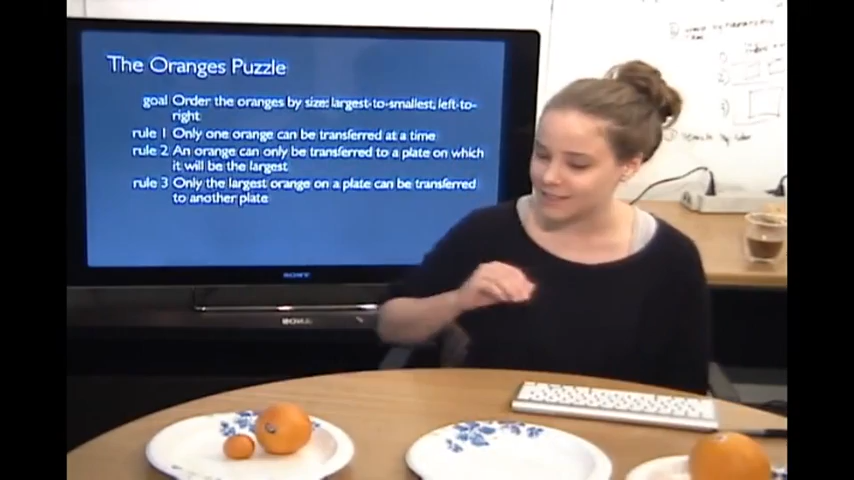 The Oranges Puzzle
goal Order the oranges by size: largest-to-smallest, left-to-
right
rule 1 Only one orange can be transferred at a time
rule 2 An orange can only be transferred to a plate on which
it will be the largest
rule 3 Only the largest orange on a plate can be transferred
to another plate
SONY